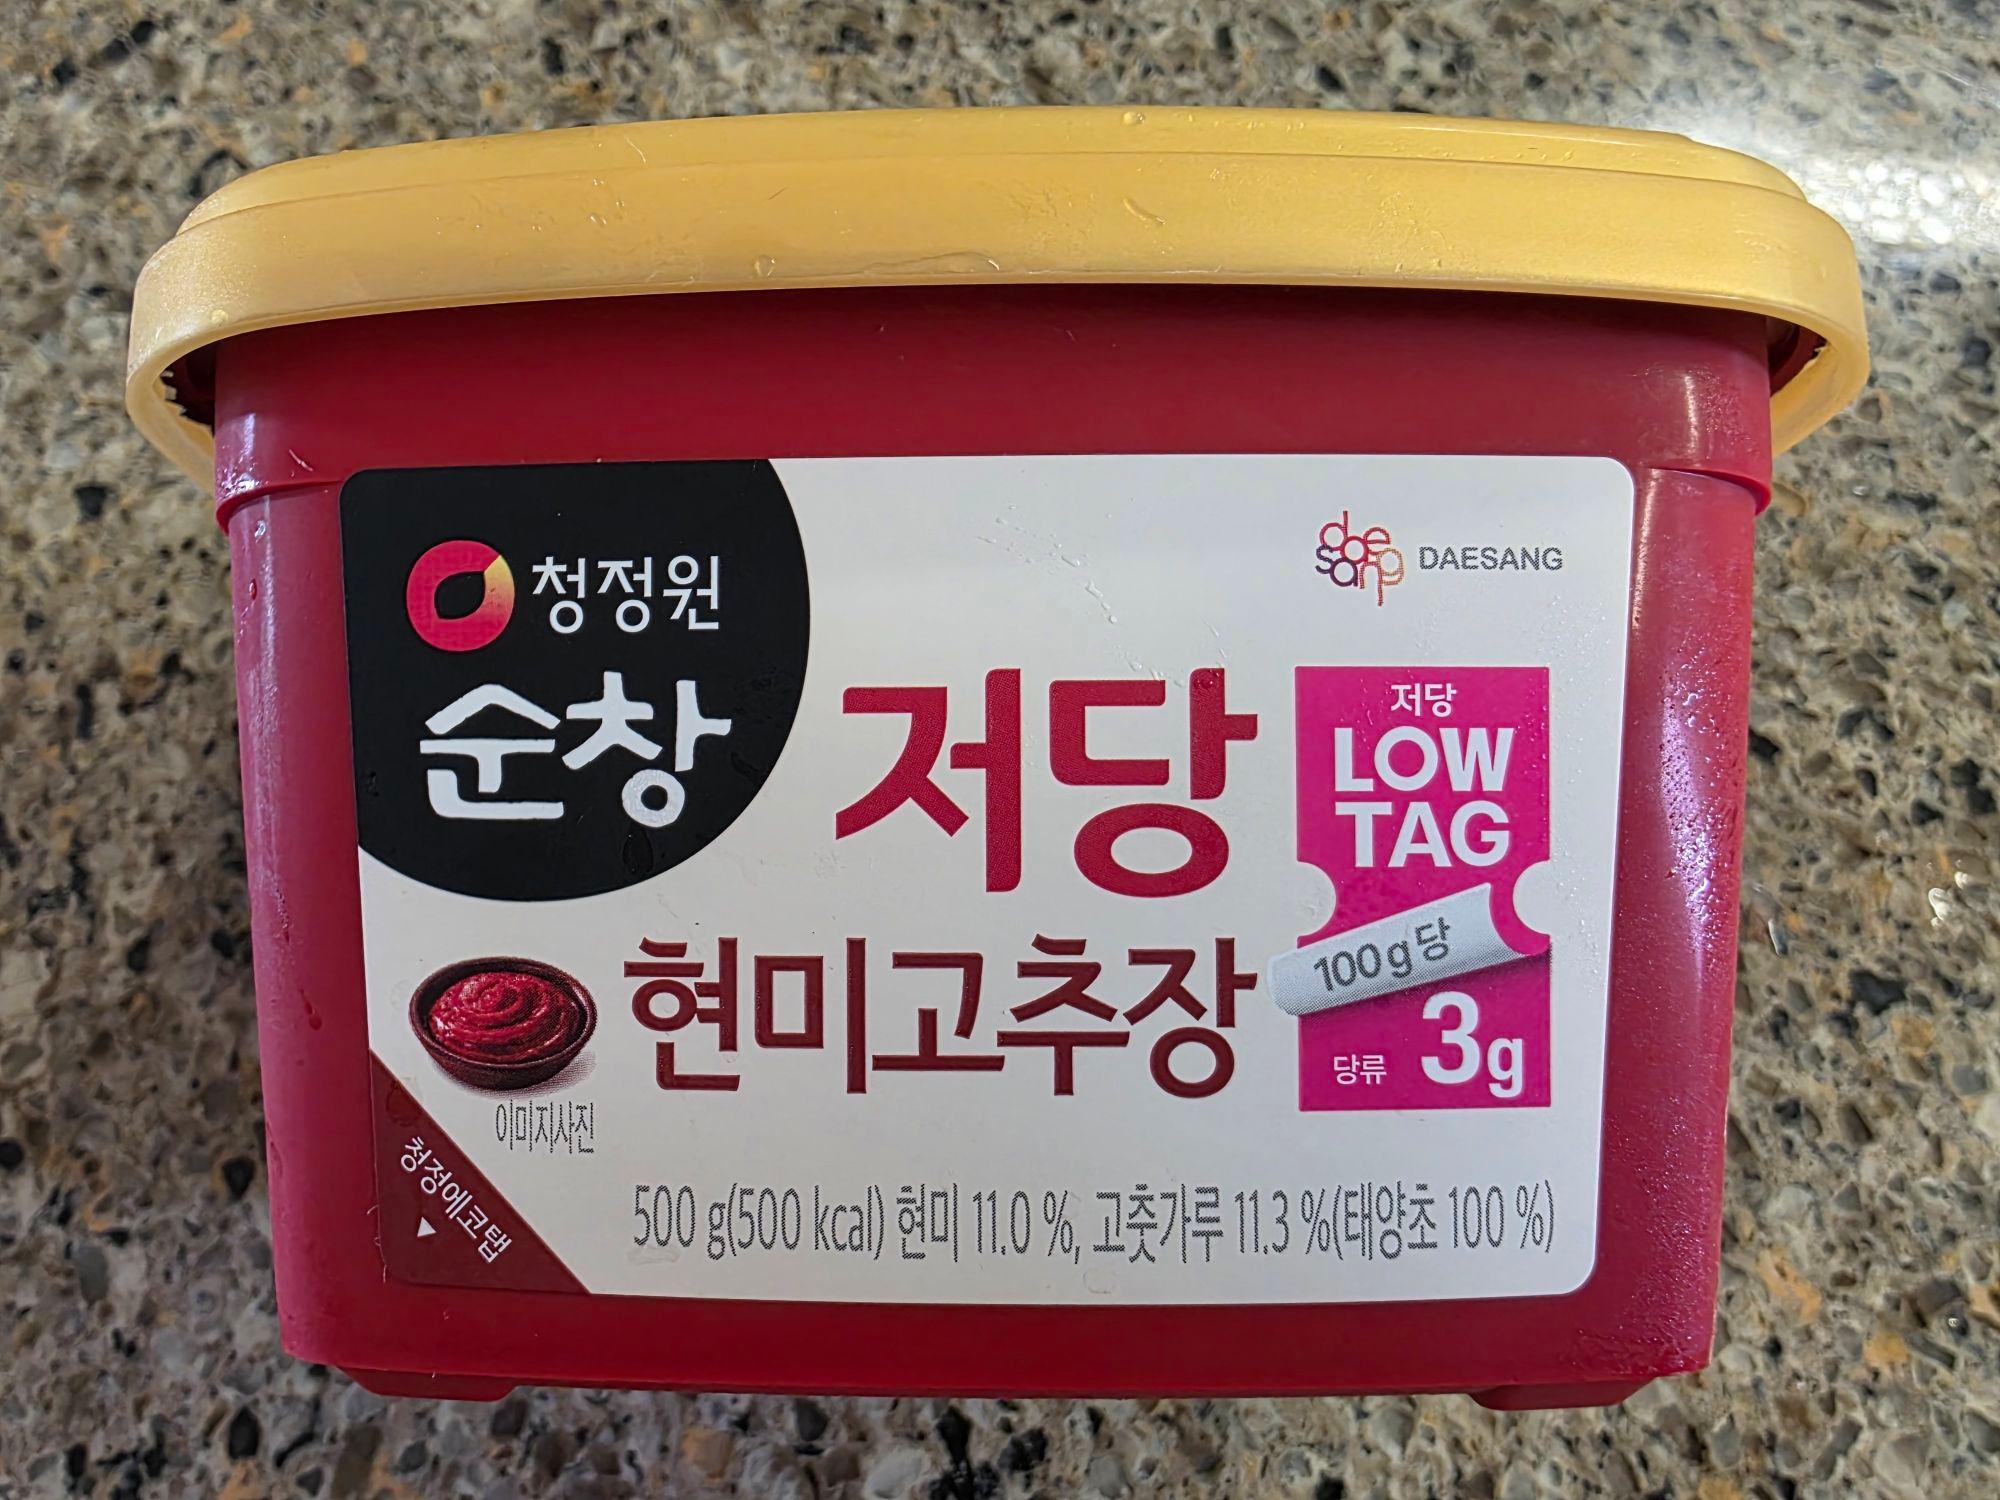 청정원
순창
daesang
DAESANG
저당
현미고추장
저당
LOW
TAG
100g당
당류 3g
이미지사진
청정에코탭
500 g(500 kcal) 현미 11.0 %, 고춧가루 11.3 %(태양초 100 %)